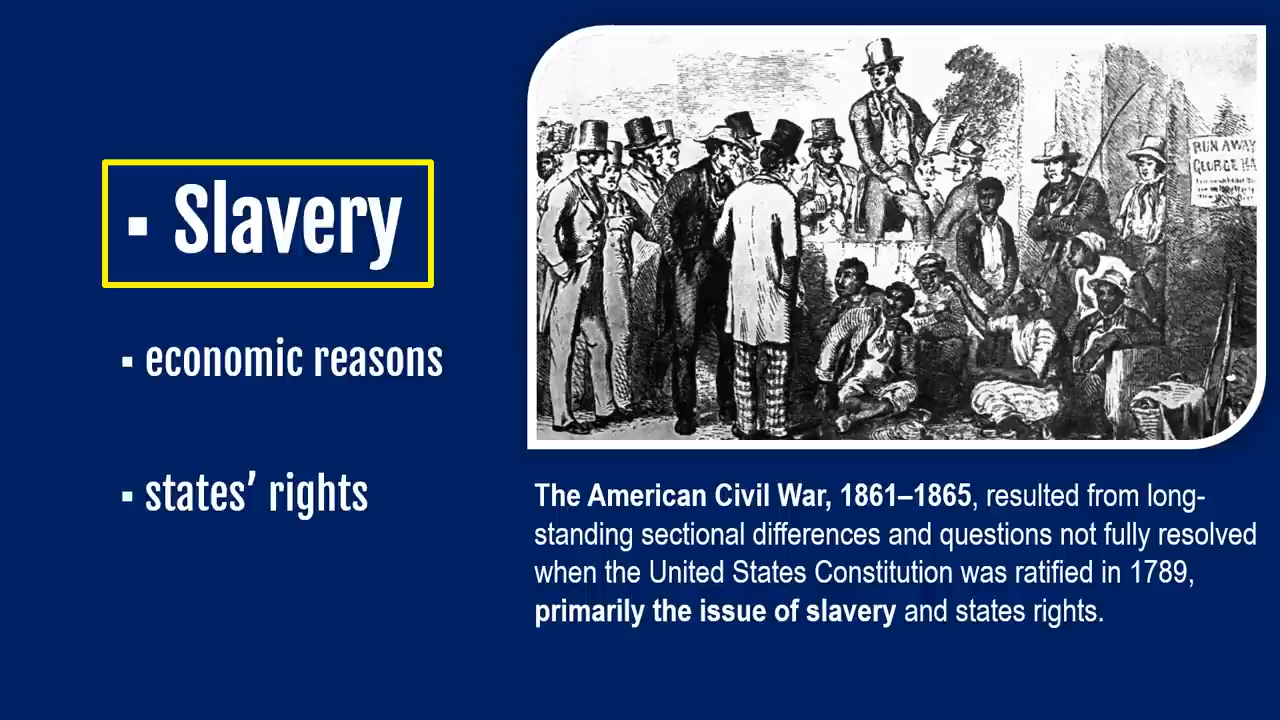 ▪ Slavery
▪ economic reasons
▪ states’ rights
RUN AWAY
GEORGE
The American Civil War, 1861–1865, resulted from long-
standing sectional differences and questions not fully resolved
when the United States Constitution was ratified in 1789,
primarily the issue of slavery and states rights.